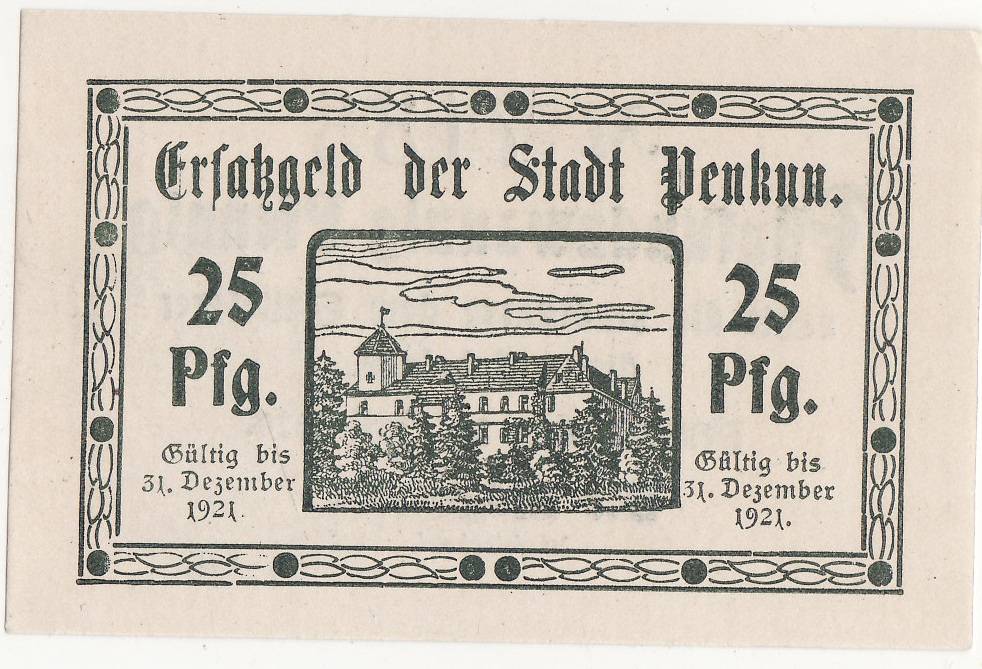 Ersatzgeld der Stadt Penkun.
25
Pfg.
Gültig bis
31. Dezember
1921.
25
Pfg.
Gültig bis
31. Dezember
1921.